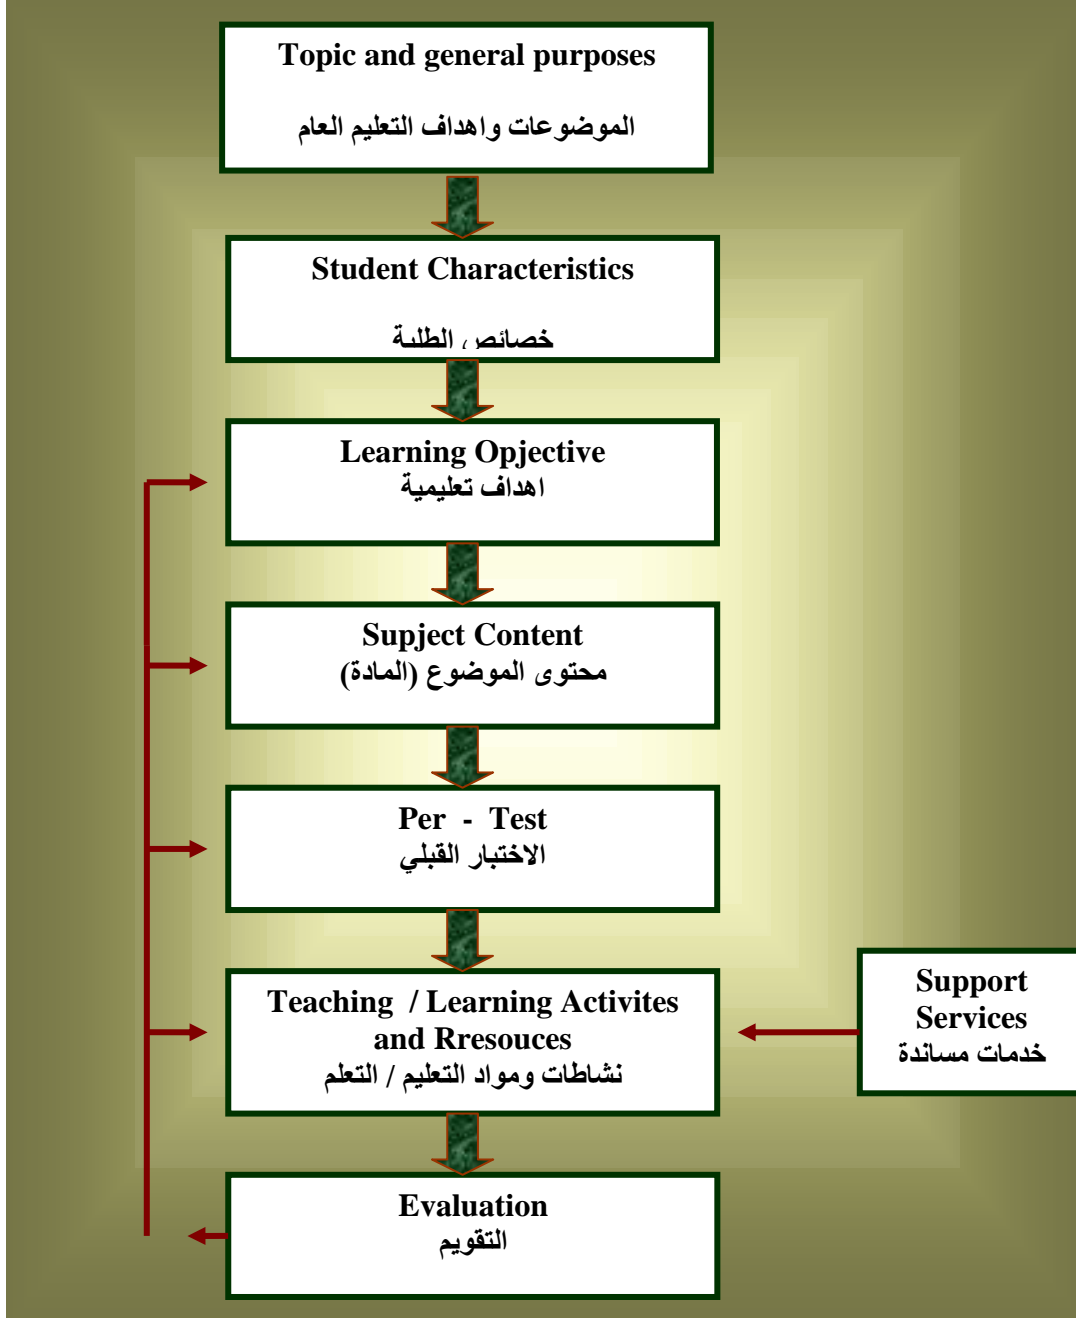 Topic and general purposes
الموضوعات واهداف التعليم العام
Student Characteristics
خصائص الطلبة
Learning Opjective
اهداف تعليمية
Supject Content
محتوى الموضوع (المادة)
Per - Test
الاختبار القبلي
Teaching / Learning Activites
and Rresouces
نشاطات ومواد التعليم / التعلم
Support
Services
خدمات مساندة
Evaluation
التقويم